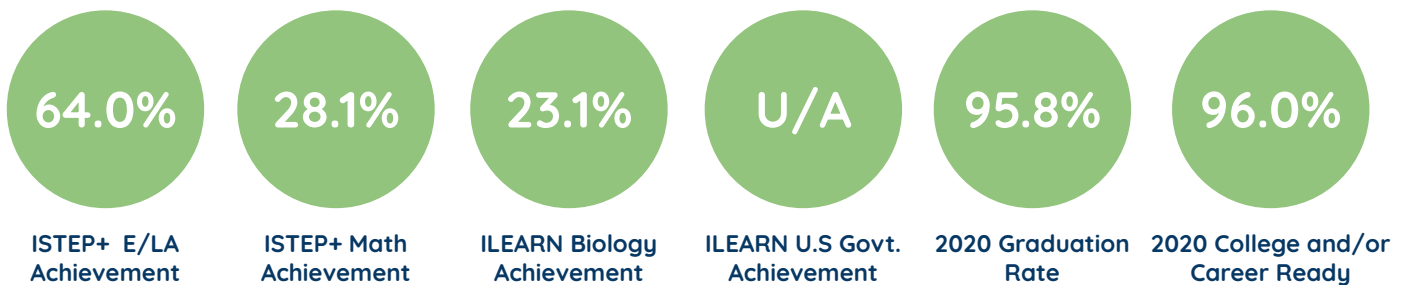 64.0%
ISTEP+ E/LA
Achievement
28.1%
ISTEP+ Math
Achievement
23.1%
ILEARN Biology
Achievement
U/A
ILEARN U.S Govt.
Achievement
95.8%
2020 Graduation
Rate
96.0%
2020 College and/or
Career Ready